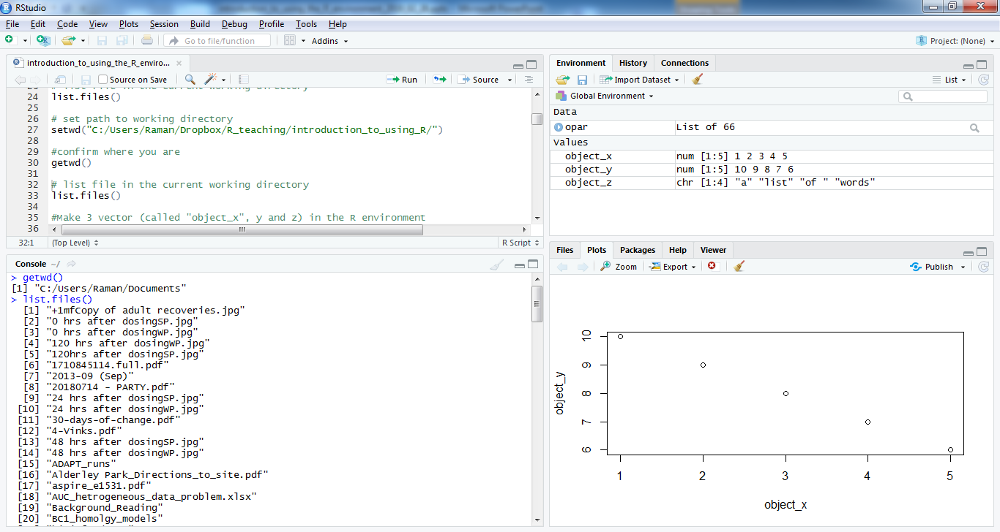 RStudio
File Edit Code View Plots Session Build Debug Profile Tools Help
Go to file/function Addins Project: (None)
introduction_to_using_the_R_enviro...
Source on Save Run Source
23 # list file in the current working directory
24 list.files()
25
26 # set path to working directory
27 setwd("C:/Users/Raman/Dropbox/R_teaching/introduction_to_using_R/")
28
29 #confirm where you are
30 getwd()
31
32 # list file in the current working directory
33 list.files()
34
35 #Make 3 vector (called "object_x", y and z) in the R environment
36
32:1 (Top Level) R Script
Console ~/
> getwd()
[1] "C:/Users/Raman/Documents"
> list.files()
[1] "+1mfCopy of adult recoveries.jpg"
[2] "0 hrs after dosingSP.jpg"
[3] "0 hrs after dosingWP.jpg"
[4] "120 hrs after dosingWP.jpg"
[5] "120hrs after dosingSP.jpg"
[6] "1710845114.full.pdf"
[7] "2013-09 (Sep)"
[8] "20180714 - PARTY.pdf"
[9] "24 hrs after dosingSP.jpg"
[10] "24 hrs after dosingWP.jpg"
[11] "30-days-of-change.pdf"
[12] "4-Vinks.pdf"
[13] "48 hrs after dosingSP.jpg"
[14] "48 hrs after dosingWP.jpg"
[15] "ADAPT_runs"
[16] "Alderley Park_Directions_to_site.pdf"
[17] "aspire_e1531.pdf"
[18] "AUC_hetrogeneous_data_problem.xlsx"
[19] "Background_Reading"
[20] "BC1_homolgy_models"
Environment History Connections
Import Dataset List
Global Environment
Data
opar List of 66
Values
object_x num [1:5] 1 2 3 4 5
object_y num [1:5] 10 9 8 7 6
object_z chr [1:4] "a" "list" "of " "words"
Files Plots Packages Help Viewer
Zoom Export Publish
10
9
8
7
6
object_y
1 2 3 4 5
object_x